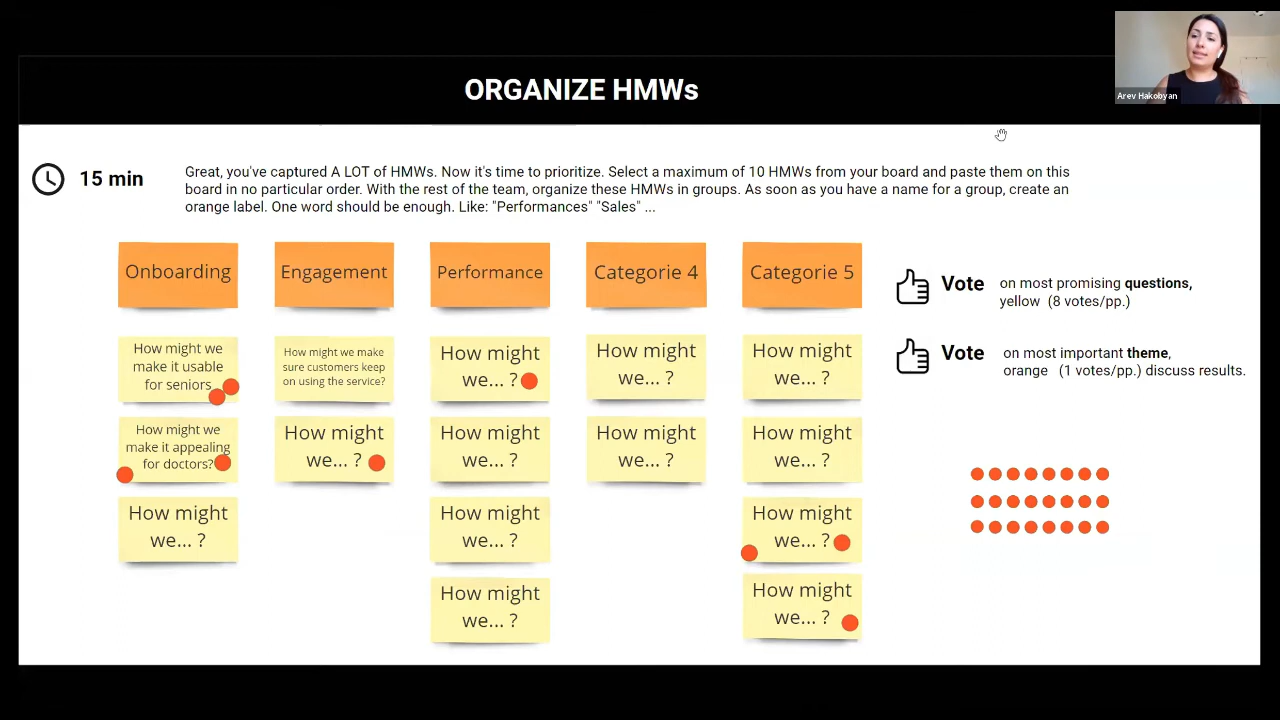 ORGANIZE HMWs
Arev Hakobyan
15 min
Great, you've captured A LOT of HMWs. Now it's time to prioritize. Select a maximum of 10 HMWs from your board and paste them on this
board in no particular order. With the rest of the team, organize these HMWs in groups. As soon as you have a name for a group, create an
orange label. One word should be enough. Like: "Performances" "Sales" ...
Onboarding
How might we
make it usable
for seniors
How might we
make it appealing
for doctors?
How might
we... ?
Engagement
How might we make
sure customers keep
on using the service?
How might
we... ?
Performance
How might
we... ?
How might
we... ?
How might
we... ?
How might
we... ?
Categorie 4
How might
we... ?
How might
we... ?
Categorie 5
How might
we... ?
How might
we... ?
How might
we... ?
How might
we... ?
Vote
on most promising questions,
yellow (8 votes/pp.)
Vote
on most important theme,
orange (1 votes/pp.) discuss results.